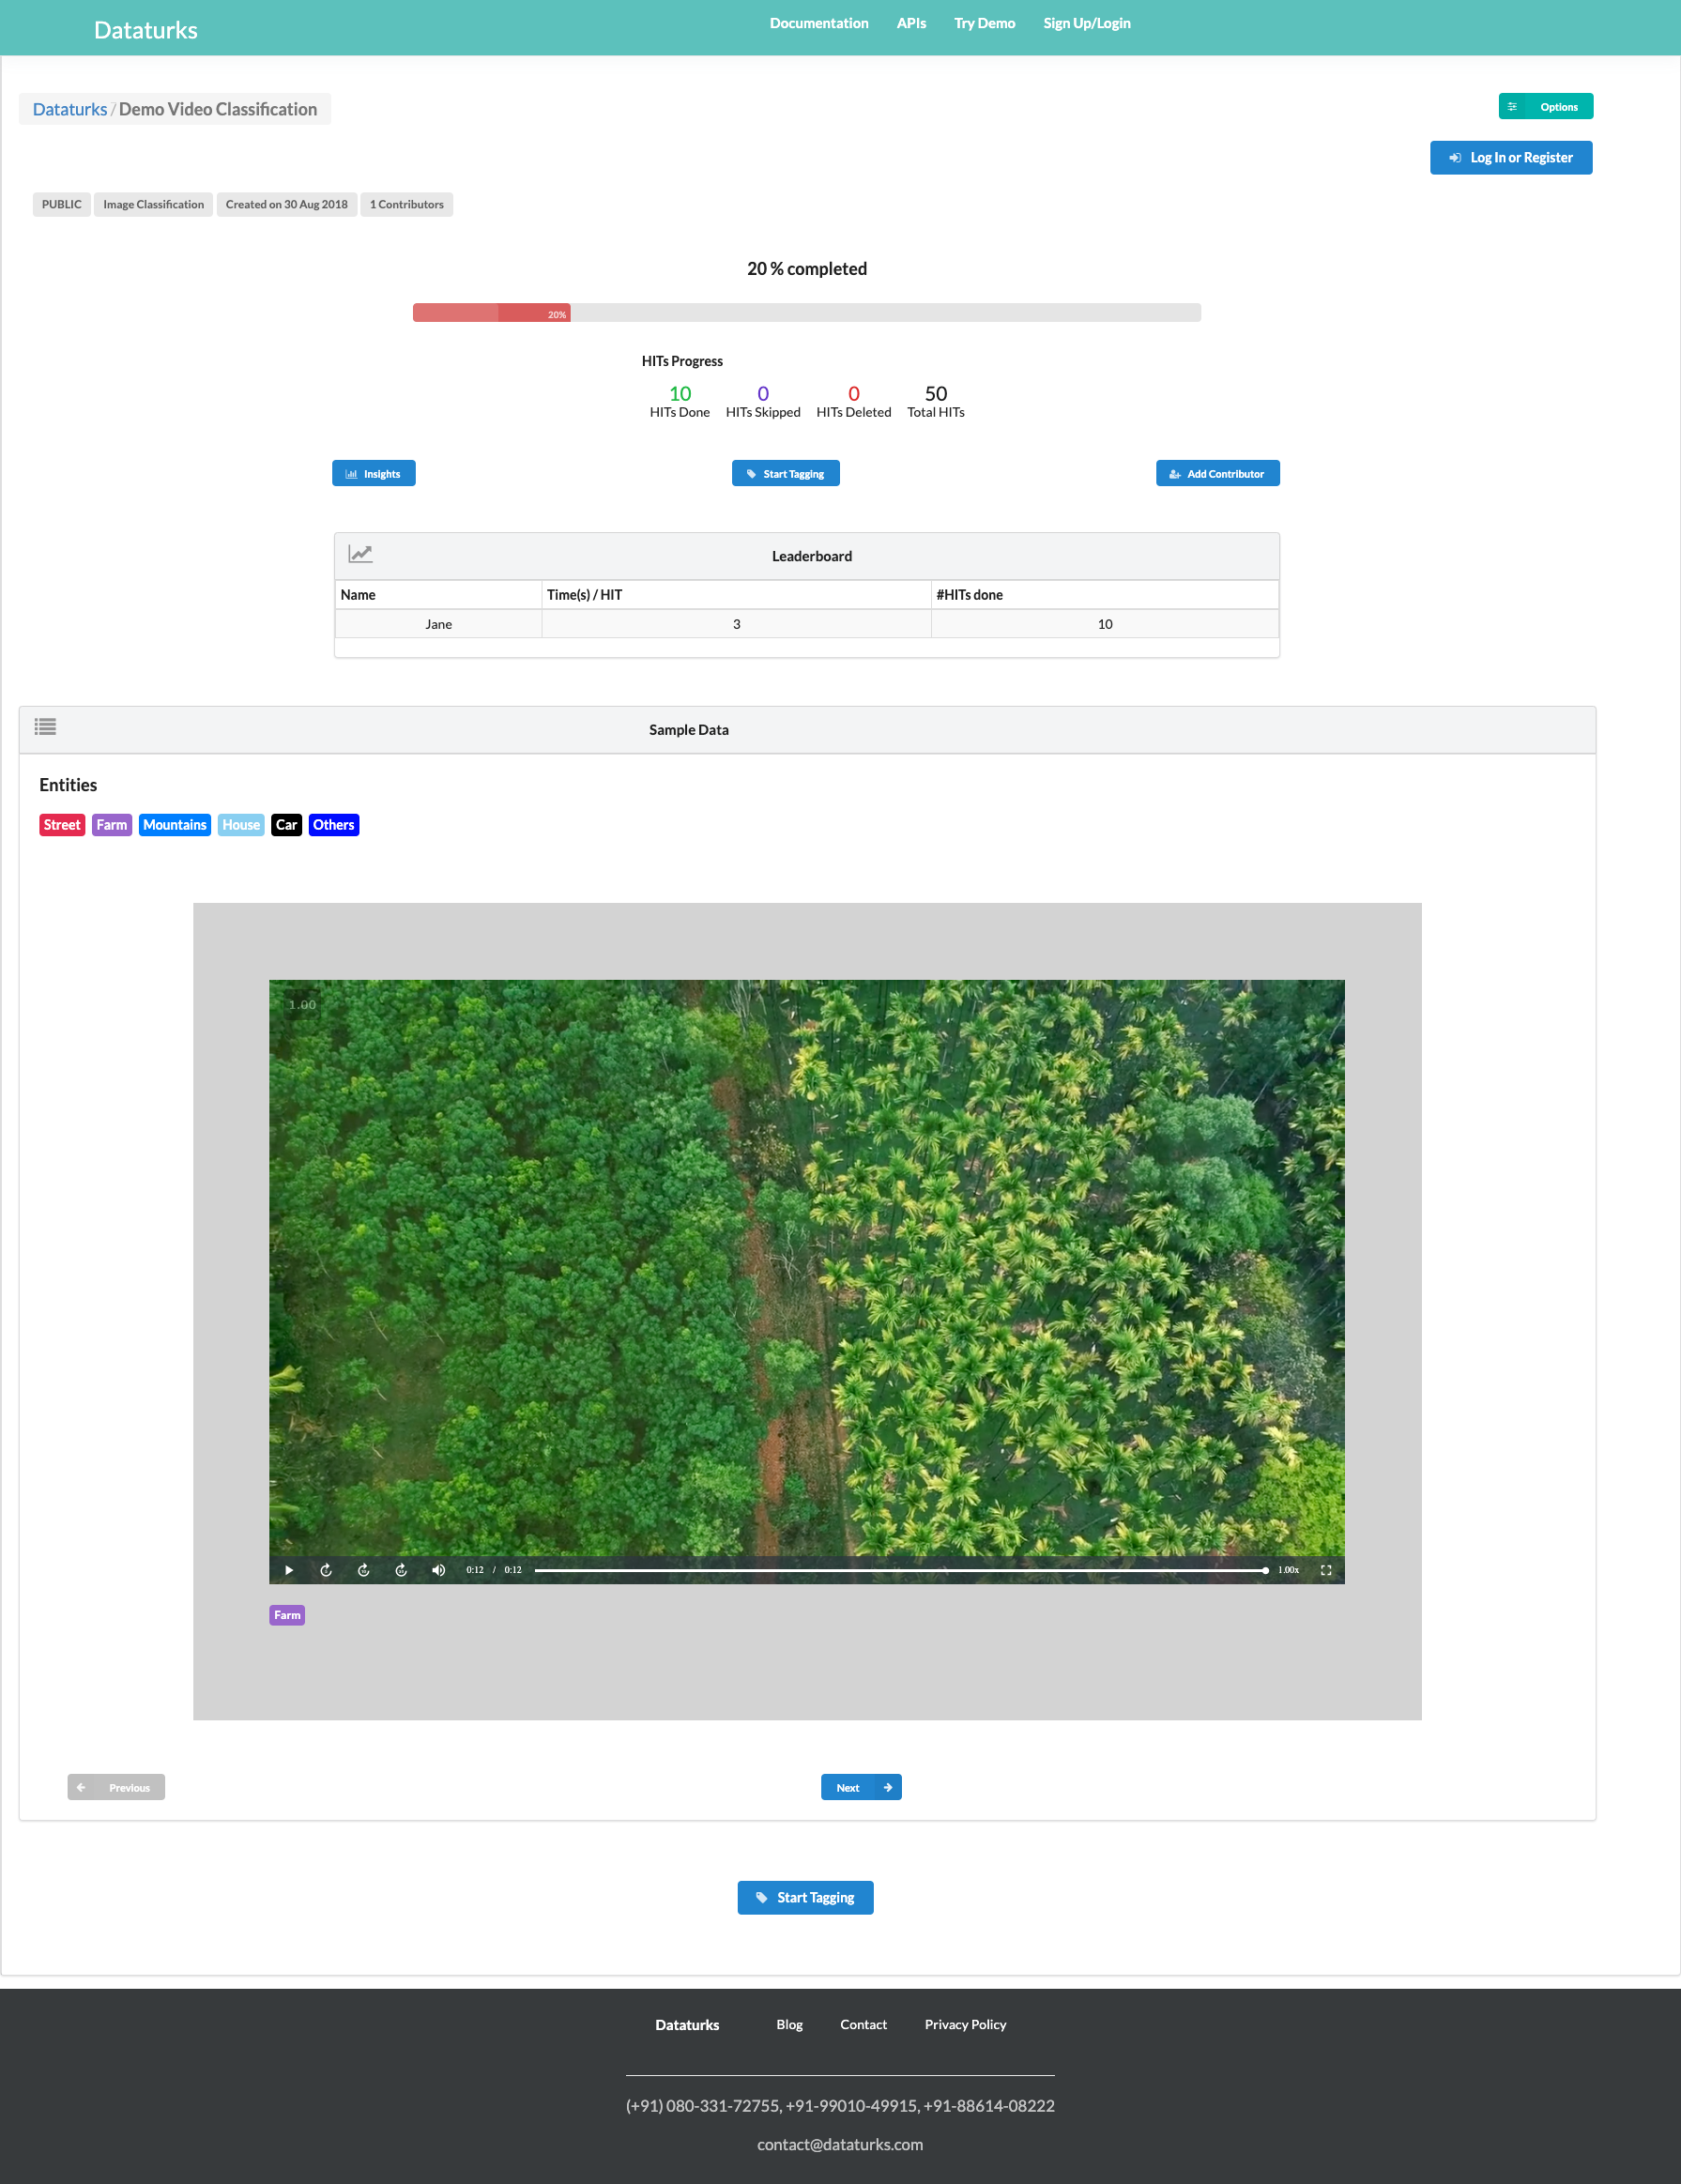 Dataturks
Documentation APIs Try Demo Sign Up/Login
Dataturks / Demo Video Classification
Options
Log In or Register
PUBLIC Image Classification Created on 30 Aug 2018 1 Contributors
20 % completed
20%
HITs Progress
10 0 0 50
HITs Done HITs Skipped HITs Deleted Total HITs
Insights Start Tagging Add Contributor
Leaderboard
Name Time(s) / HIT #HITs done
Jane 3 10
Sample Data
Entities
Street Farm Mountains House Car Others
1.00
0:12 / 0:12 1.00x
Farm
Previous Next
Start Tagging
Dataturks Blog Contact Privacy Policy
(+91) 080-331-72755, +91-99010-49915, +91-88614-08222
contact@dataturks.com